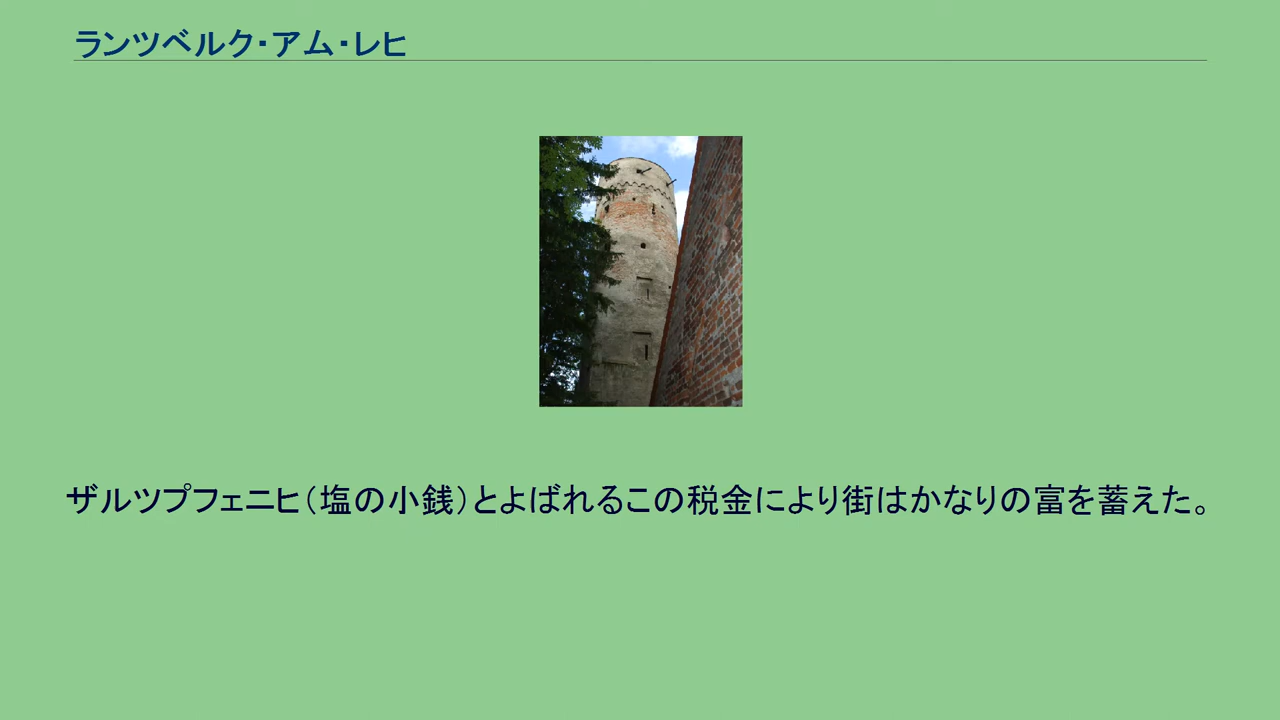 ランツベルク・アム・レヒ
ザルツプフェニヒ（塩の小銭）とよばれるこの税金により街はかなりの富を蓄えた。